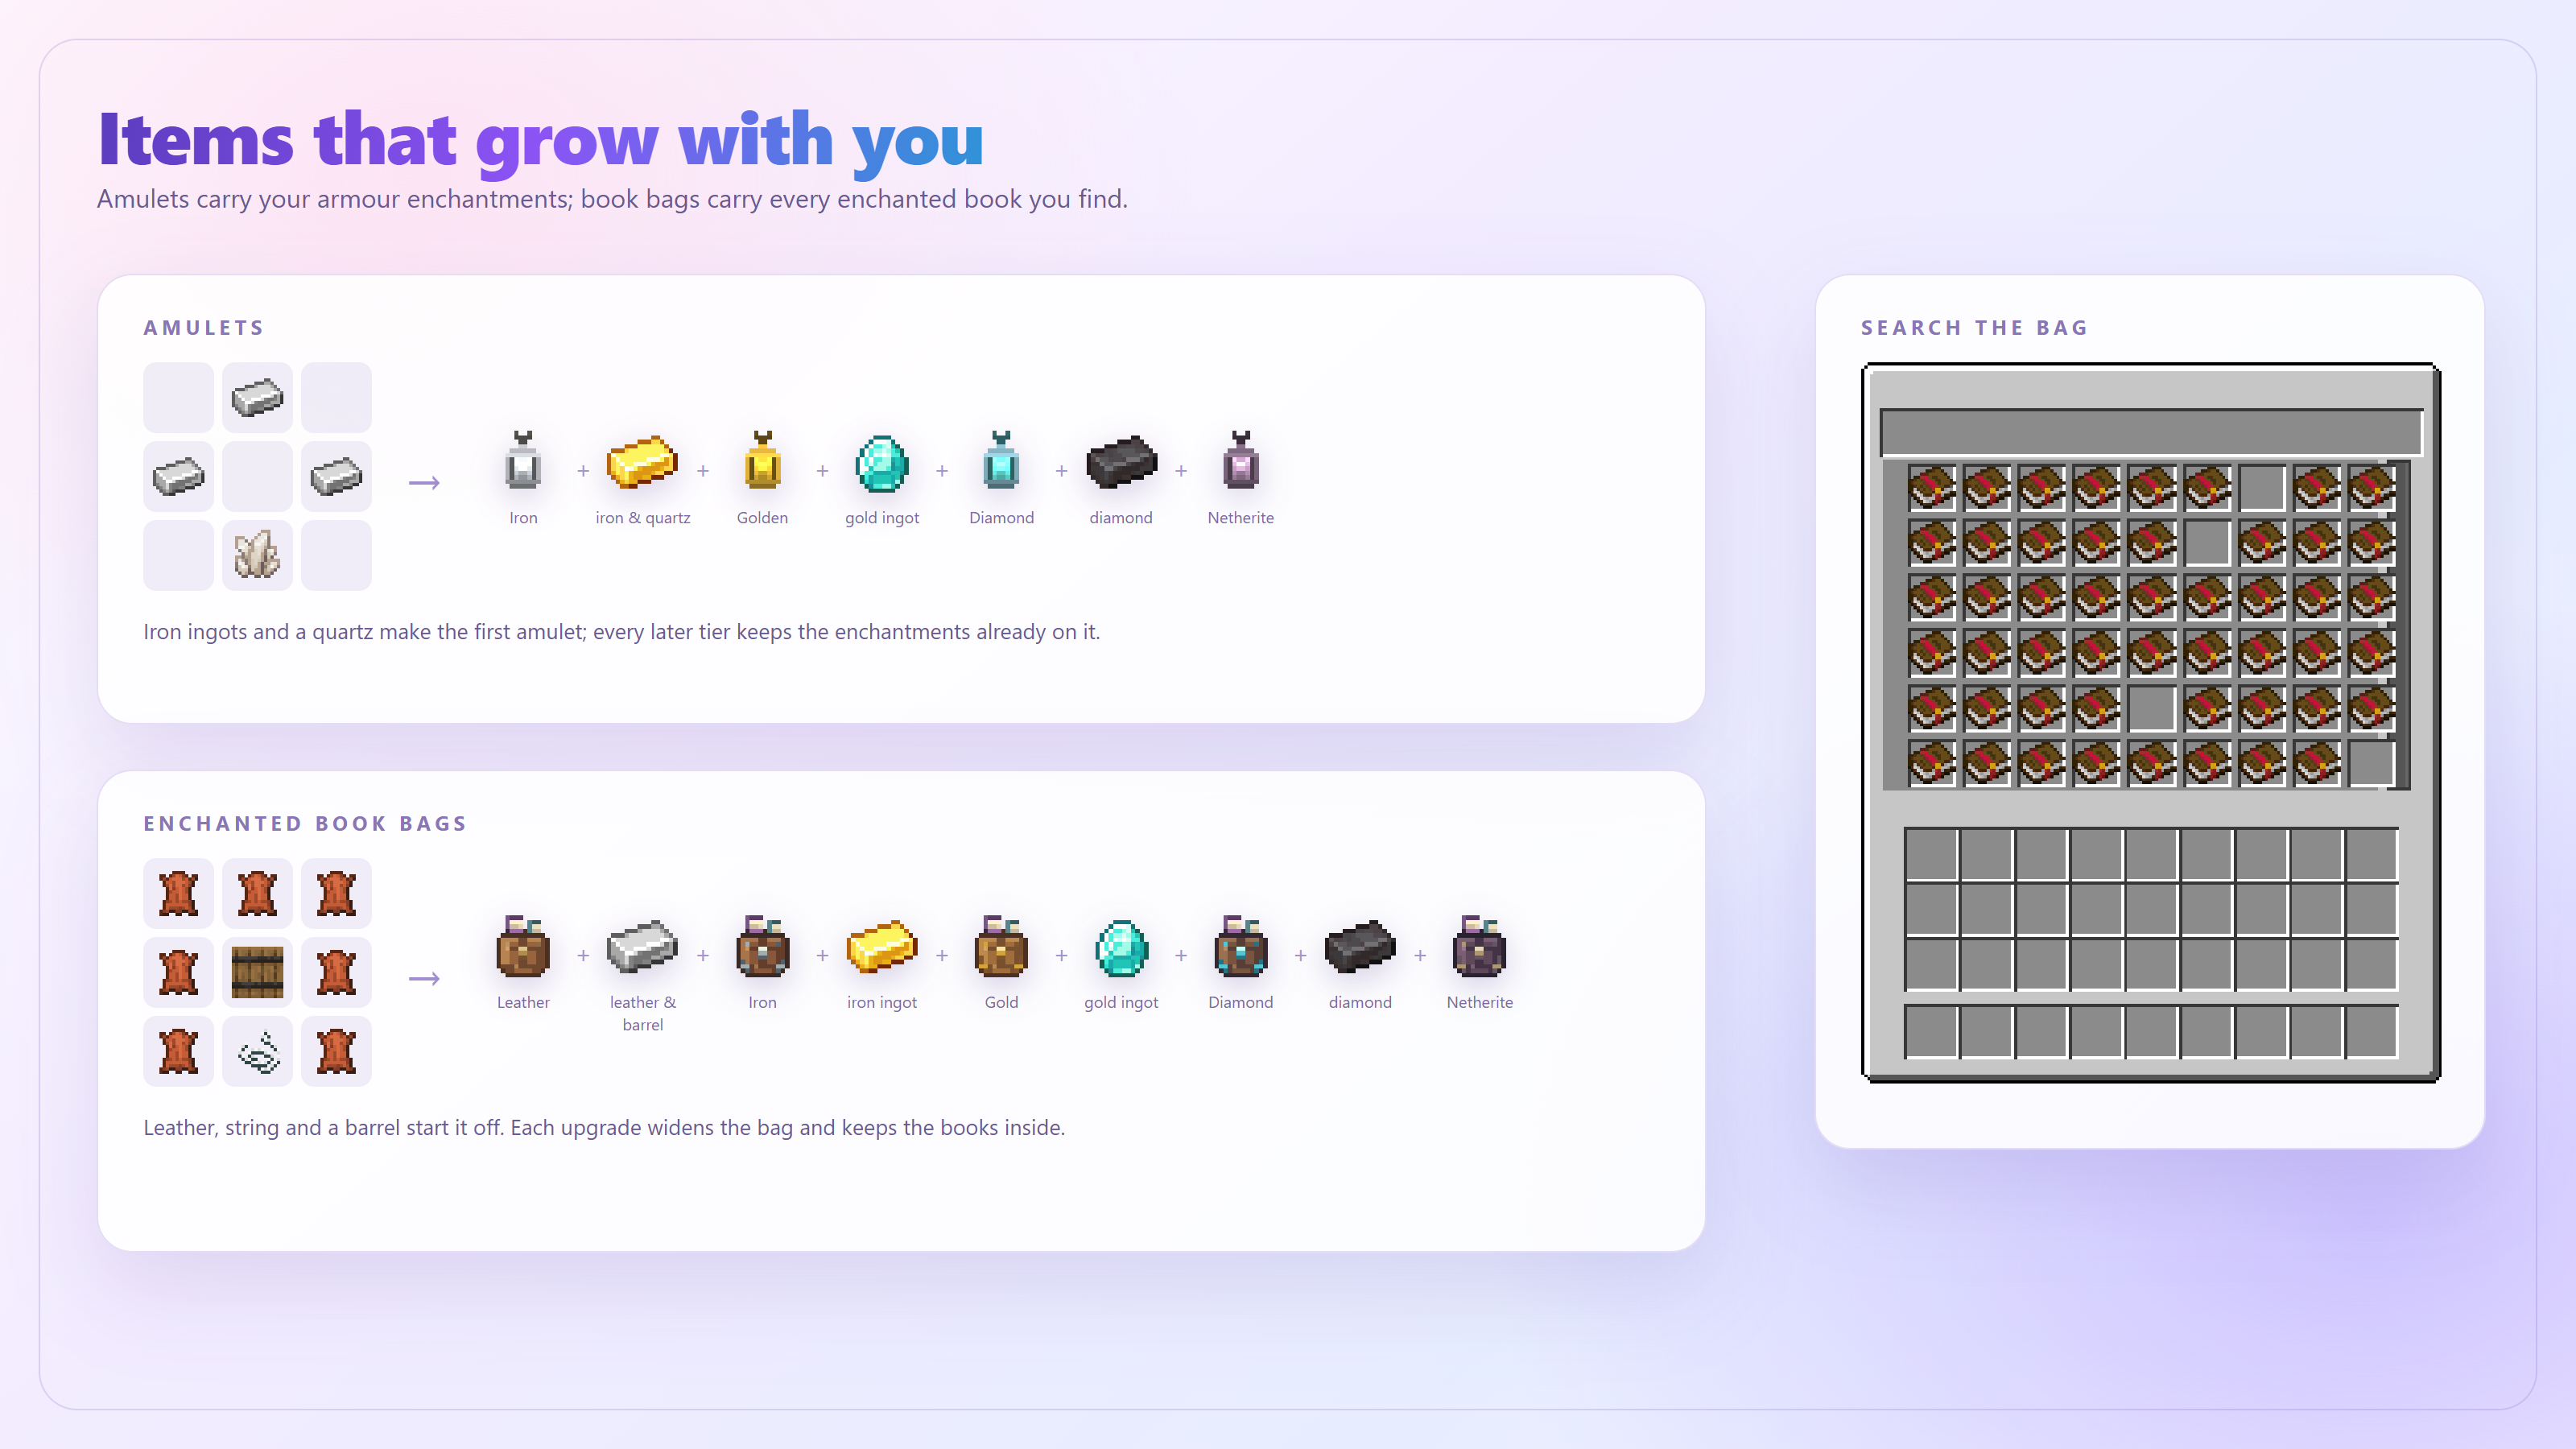 Items that grow with you
Amulets carry your armour enchantments; book bags carry every enchanted book you find.
AMULETS
+ + + + + +
Iron iron & quartz Golden gold ingot Diamond diamond Netherite
Iron ingots and a quartz make the first amulet; every later tier keeps the enchantments already on it.
ENCHANTED BOOK BAGS
+ + + + + + + +
Leather leather & Iron iron ingot Gold gold ingot Diamond diamond Netherite
barrel
Leather, string and a barrel start it off. Each upgrade widens the bag and keeps the books inside.
SEARCH THE BAG